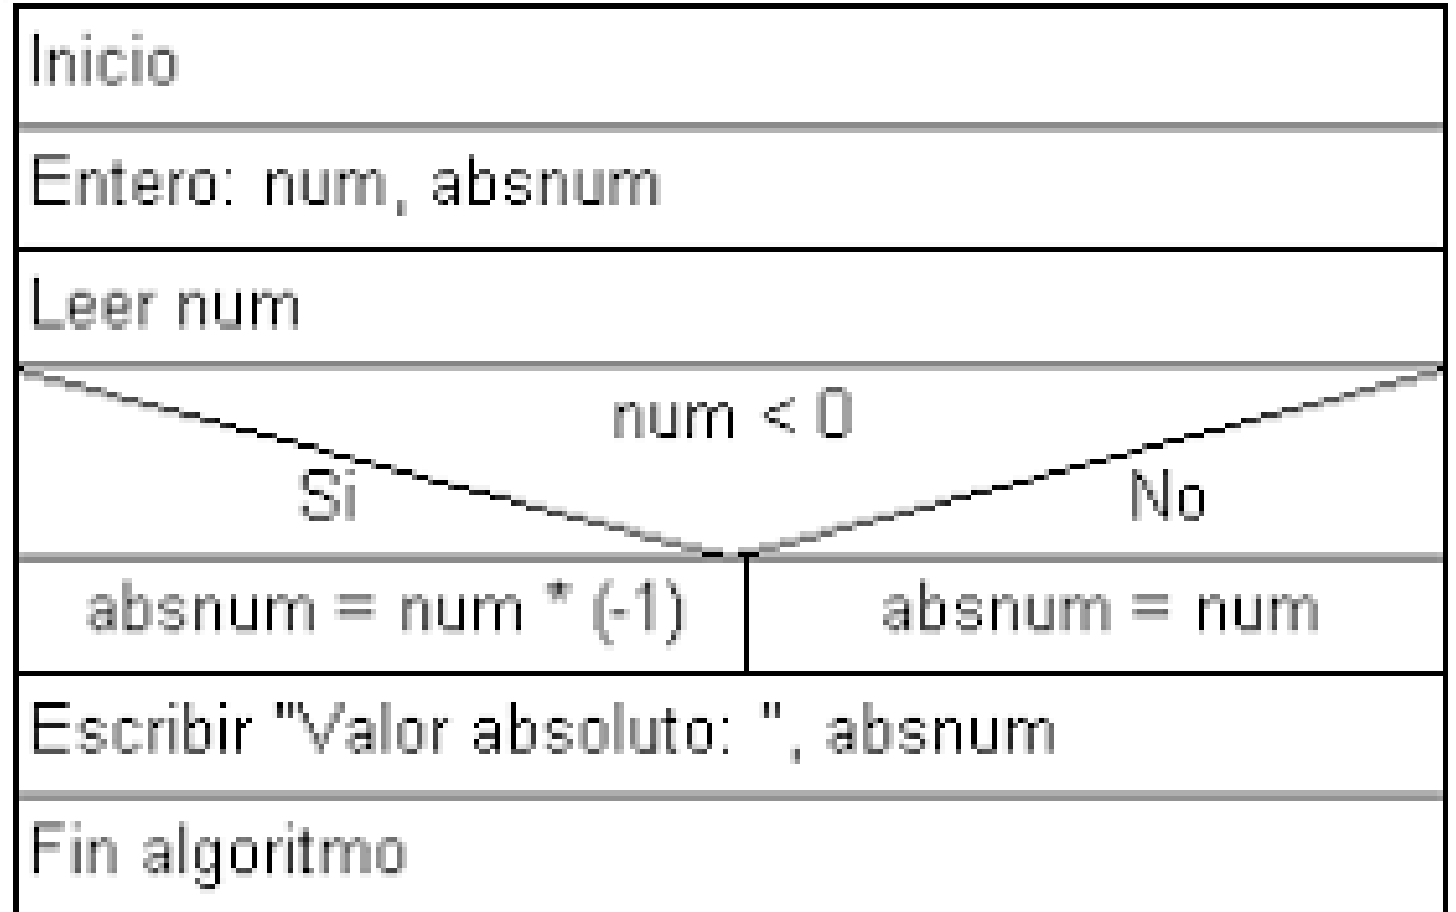 Inicio
Entero: num, absnum
Leer num
num < 0
Si
No
absnum = num * (-1)
absnum = num
Escribir "Valor absoluto: ", absnum
Fin algoritmo